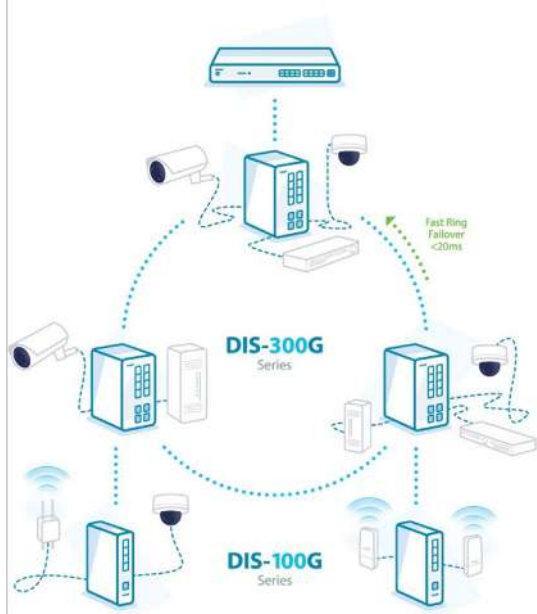 Fast Ring
Failover
<20ms
DIS-300G
Series
DIS-100G
Series